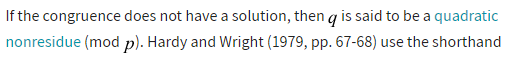 If the congruence does not have a solution, then q is said to be a quadratic
nonresidue (mod p). Hardy and Wright (1979, pp. 67-68) use the shorthand